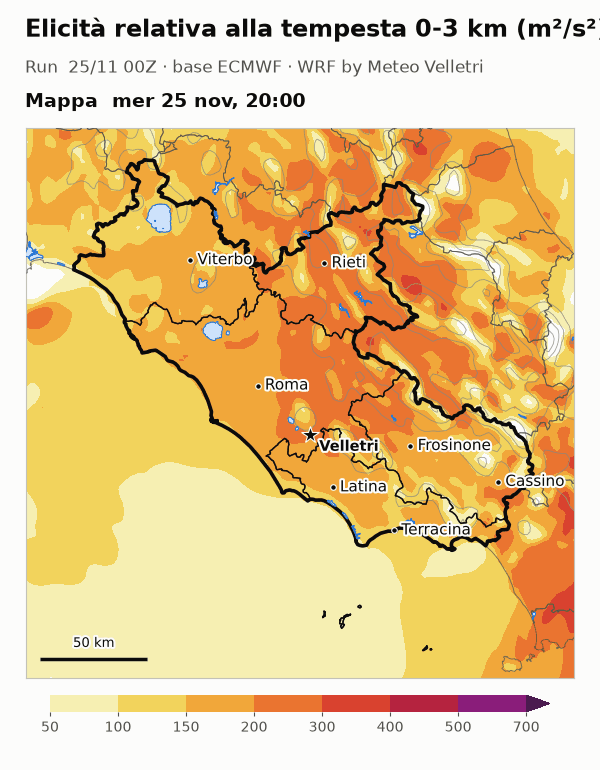 Elicità relativa alla tempesta 0-3 km (m²/s²)
Run 25/11 00Z · base ECMWF · WRF by Meteo Velletri
Mappa mer 25 nov, 20:00
Viterbo
Rieti
Roma
Velletri
Frosinone
Cassino
Latina
Terracina
50 km
50 100 150 200 300 400 500 700